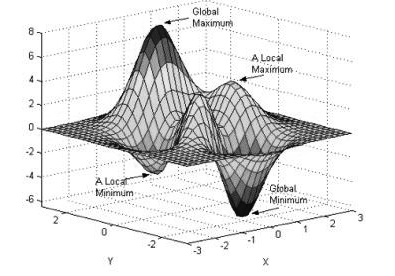 Global
Maximum
A Local
Maximum
8
6
4
2
0
-2
-4
-6
A Local
Minimum
Global
Minimum
2
0
-2
Y
-3
-2
-1
0
1
2
3
X